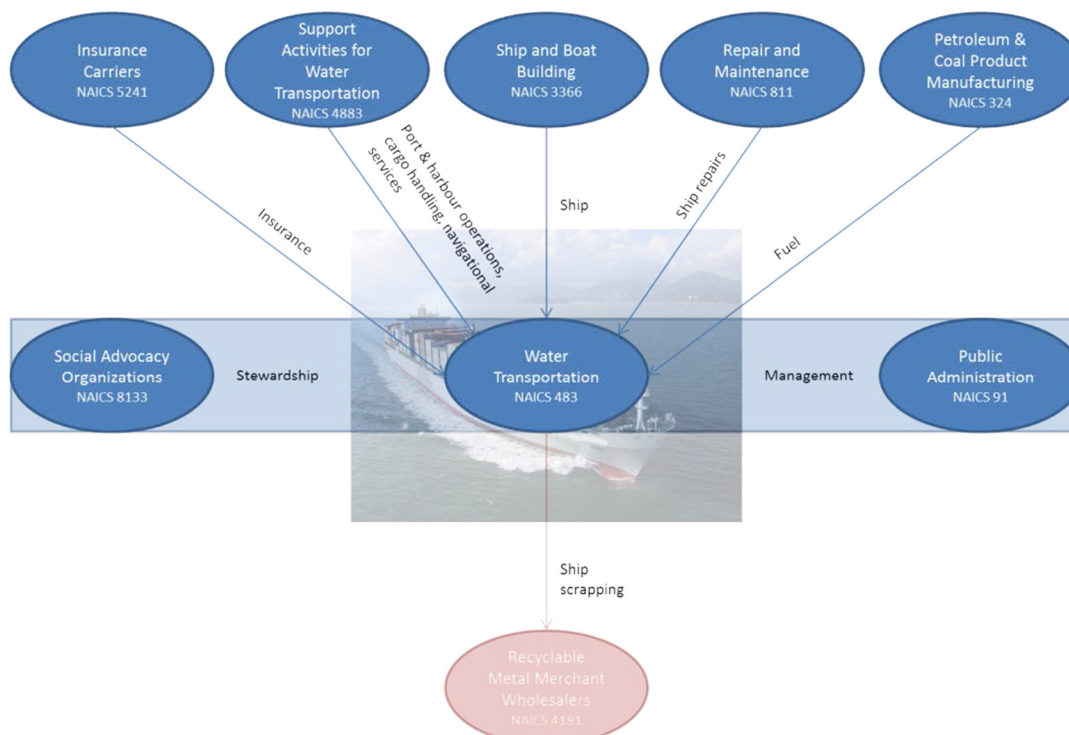 Insurance
Carriers
NAICS 5241
Support
Activities for
Water
Transportation
NAICS 4883
Ship and Boat
Building
NAICS 3366
Repair and
Maintenance
NAICS 811
Petroleum &
Coal Product
Manufacturing
NAICS 324
Insurance
Port & harbour operations,
cargo handling, navigational
services
Ship
Ship repairs
Fuel
Social Advocacy
Organizations
NAICS 8133
Stewardship
Water
Transportation
NAICS 483
Management
Public
Administration
NAICS 91
Ship
scrapping
Recyclable
Metal Merchant
Wholesalers
NAICS 4181